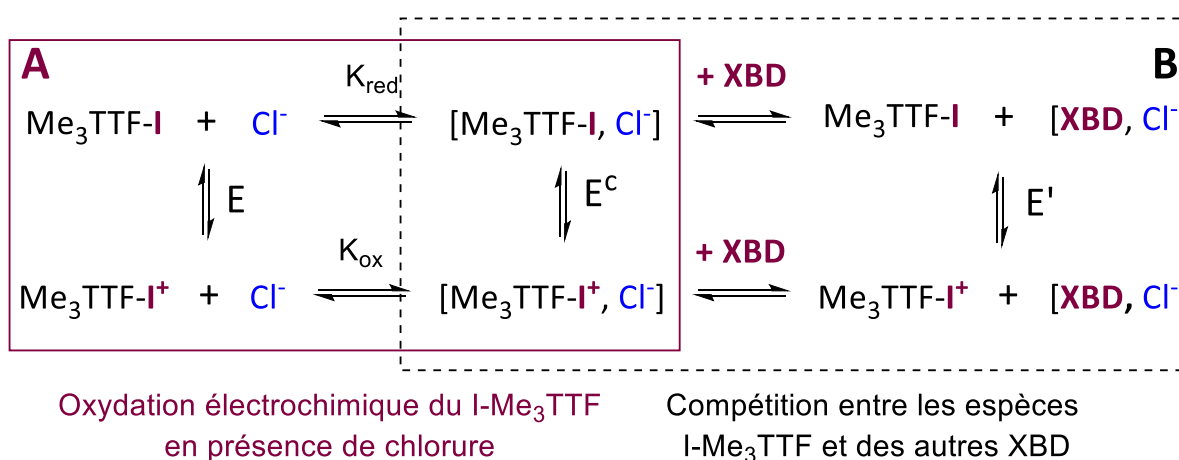 A
B
K_red
+ XBD
Me₃TTF-I + Cl⁻ [Me₃TTF-I, Cl⁻] Me₃TTF-I + [XBD, Cl⁻
E Eᶜ E'
K_ox
+ XBD
Me₃TTF-I⁺ + Cl⁻ [Me₃TTF-I⁺, Cl⁻] Me₃TTF-I⁺ + [XBD, Cl⁻
Oxydation électrochimique du I-Me₃TTF
en présence de chlorure
Compétition entre les espèces
I-Me₃TTF et des autres XBD